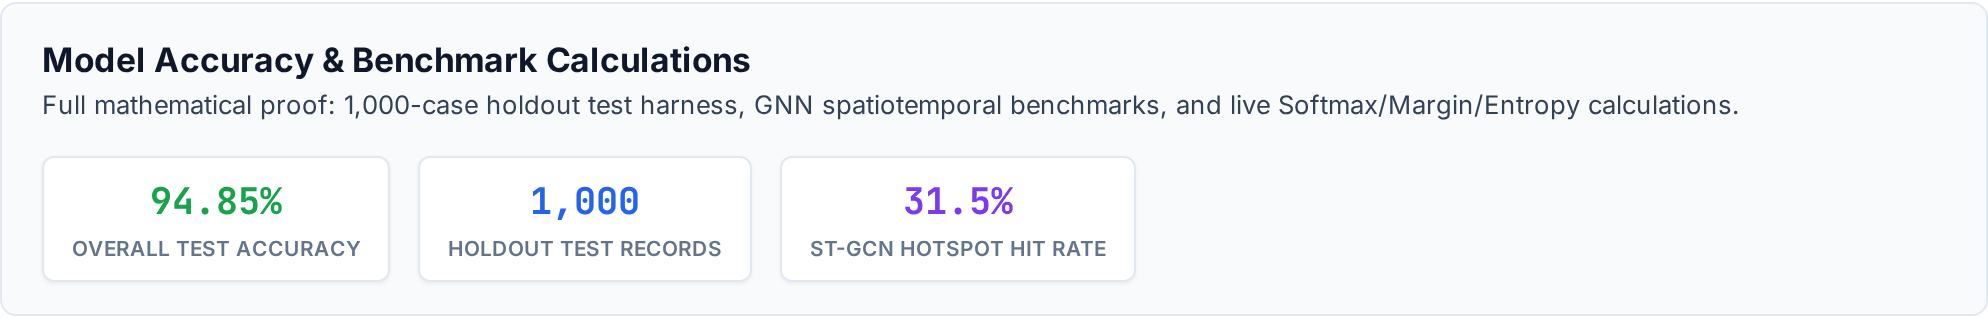 Model Accuracy & Benchmark Calculations
Full mathematical proof: 1,000-case holdout test harness, GNN spatiotemporal benchmarks, and live Softmax/Margin/Entropy calculations.
94.85%
OVERALL TEST ACCURACY
1,000
HOLDOUT TEST RECORDS
31.5%
ST-GCN HOTSPOT HIT RATE